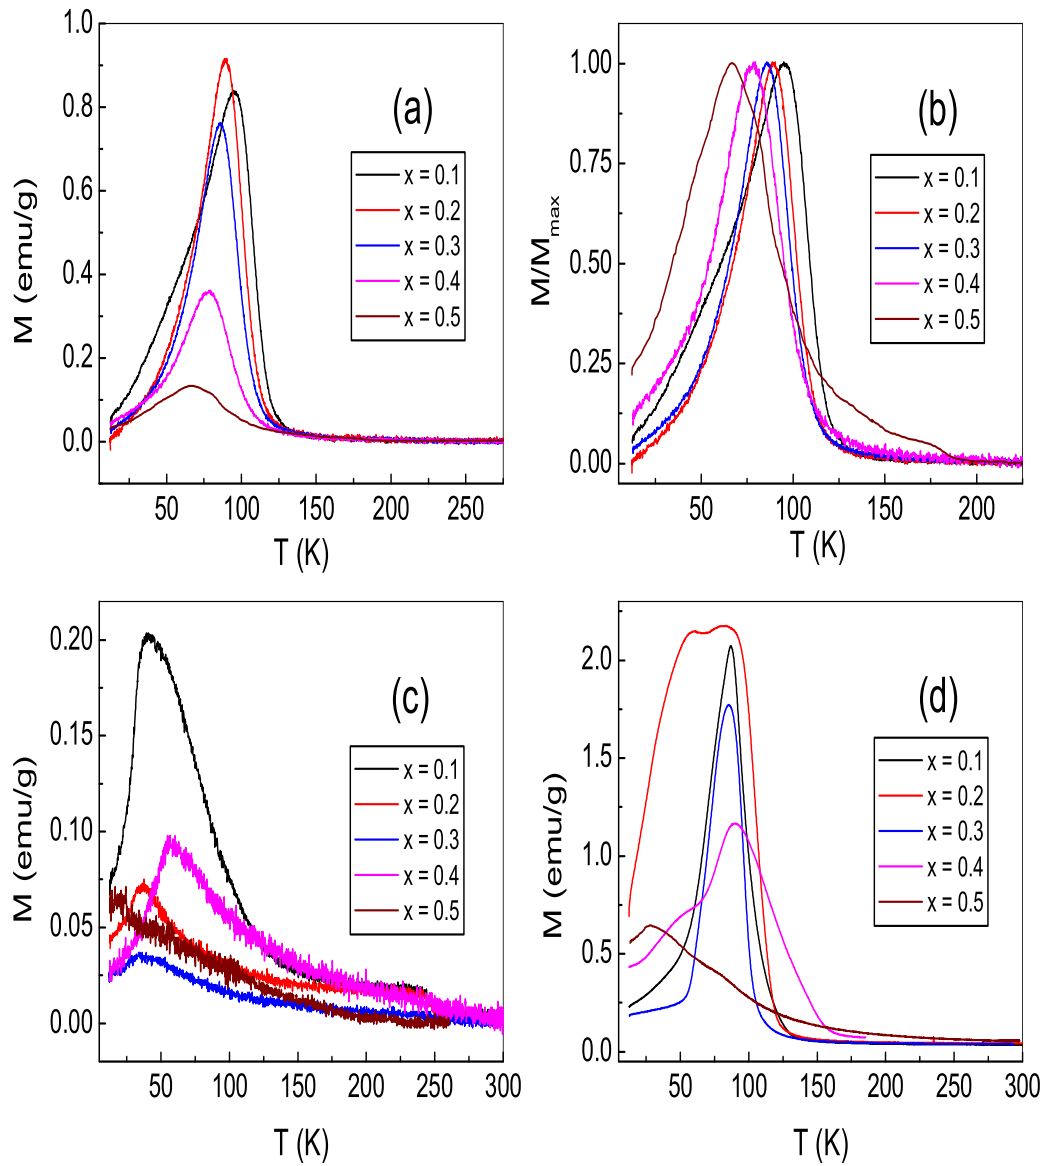 (a)
M (emu/g)
1.0
0.8
0.6
0.4
0.2
0.0
x = 0.1
x = 0.2
x = 0.3
x = 0.4
x = 0.5
50 100 150 200 250
T (K)
(b)
M/Mmax
1.00
0.75
0.50
0.25
0.00
x = 0.1
x = 0.2
x = 0.3
x = 0.4
x = 0.5
50 100 150 200
T (K)
(c)
M (emu/g)
0.20
0.15
0.10
0.05
0.00
x = 0.1
x = 0.2
x = 0.3
x = 0.4
x = 0.5
50 100 150 200 250 300
T (K)
(d)
M (emu/g)
2.0
1.5
1.0
0.5
0.0
x = 0.1
x = 0.2
x = 0.3
x = 0.4
x = 0.5
50 100 150 200 250 300
T (K)